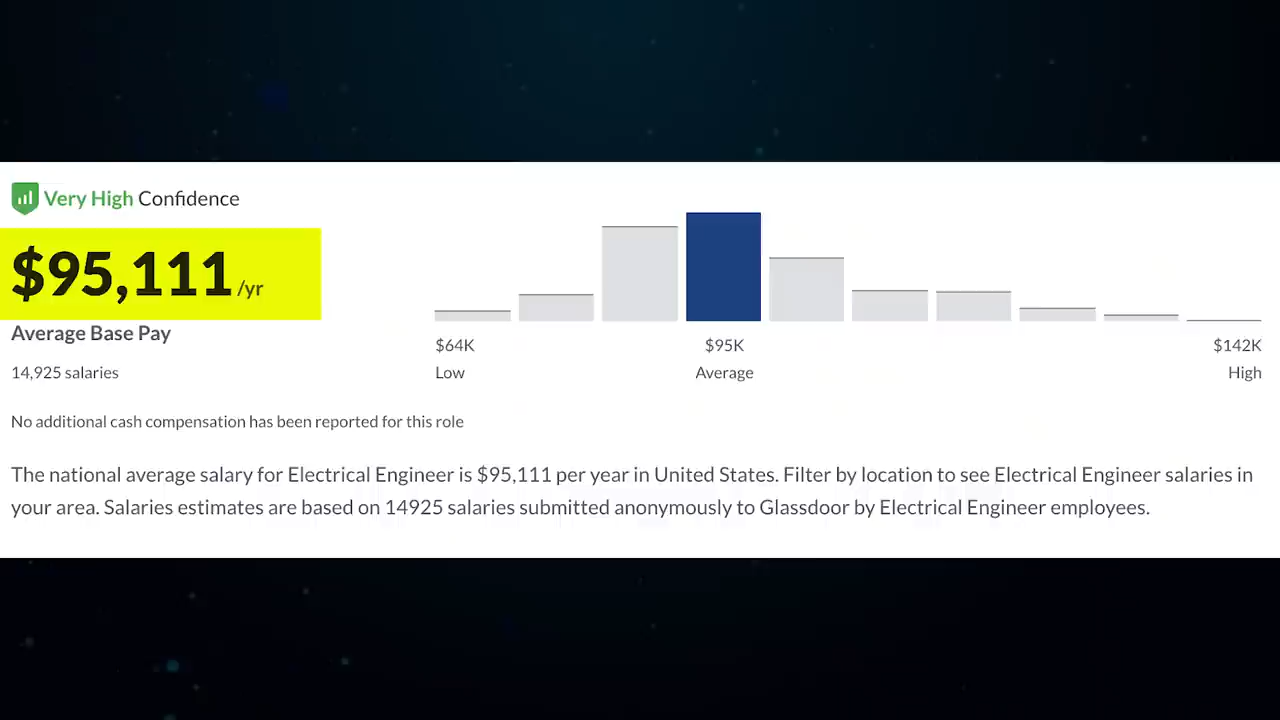 Very High Confidence
$95,111 /yr
Average Base Pay
14,925 salaries
$64K
Low
$95K
Average
$142K
High
No additional cash compensation has been reported for this role
The national average salary for Electrical Engineer is $95,111 per year in United States. Filter by location to see Electrical Engineer salaries in
your area. Salaries estimates are based on 14925 salaries submitted anonymously to Glassdoor by Electrical Engineer employees.